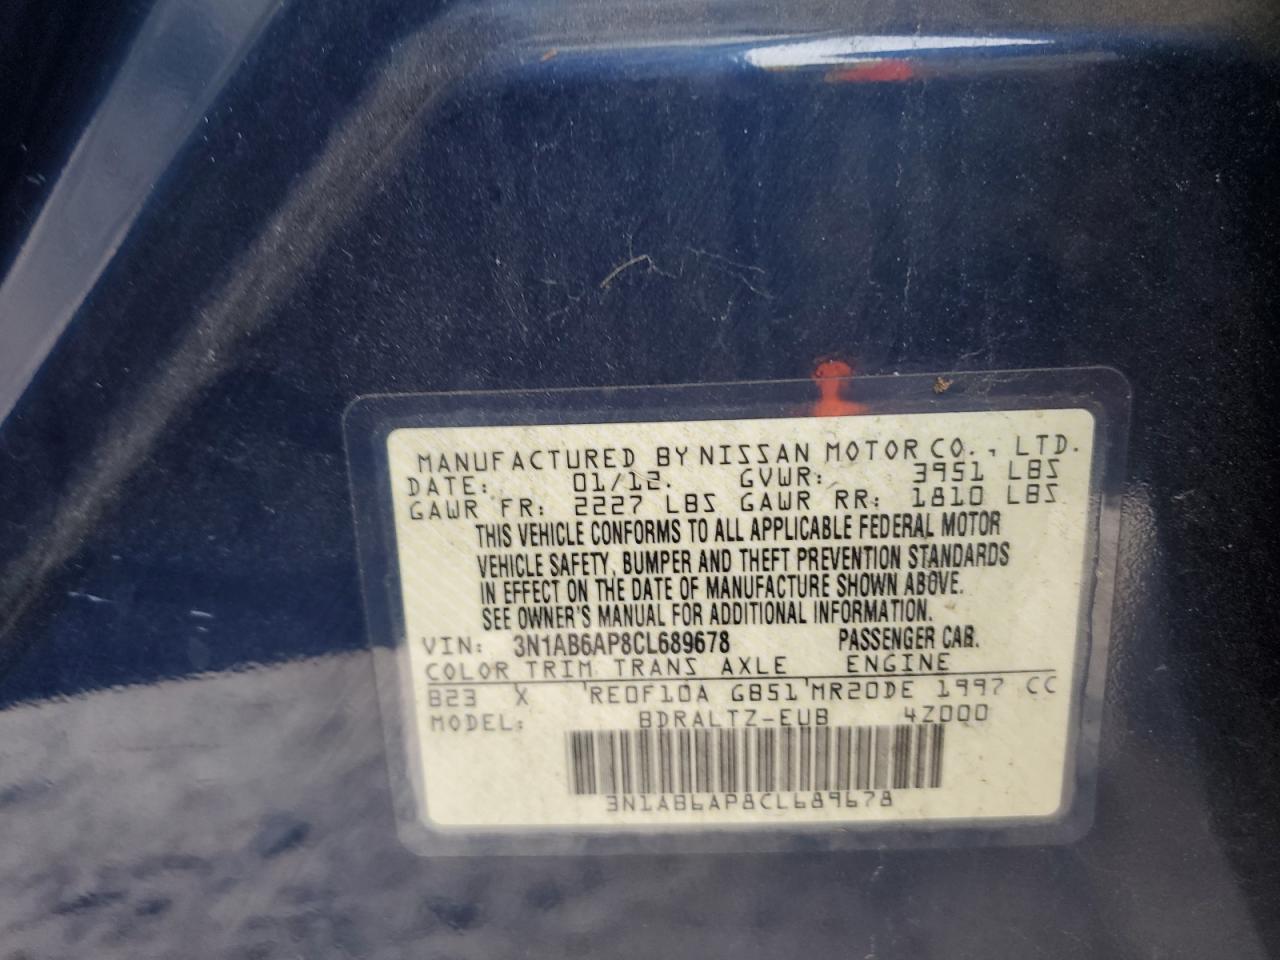 MANUFACTURED BY NISSAN MOTOR CO., LTD.
DATE: 01/12. GVWR: 3951 LBS
GAWR FR: 2227 LBS GAWR RR: 1810 LBS
THIS VEHICLE CONFORMS TO ALL APPLICABLE FEDERAL MOTOR
VEHICLE SAFETY, BUMPER AND THEFT PREVENTION STANDARDS
IN EFFECT ON THE DATE OF MANUFACTURE SHOWN ABOVE.
SEE OWNER'S MANUAL FOR ADDITIONAL INFORMATION.
VIN: 3N1AB6AP8CL689678 PASSENGER CAR.
COLOR TRIM TRANS AXLE ENGINE
B23 X 'RE0F10A GB51'MR20DE 1997 CC
MODEL: BDRALTZ-EUB 4Z000
3N1AB6AP8CL689678